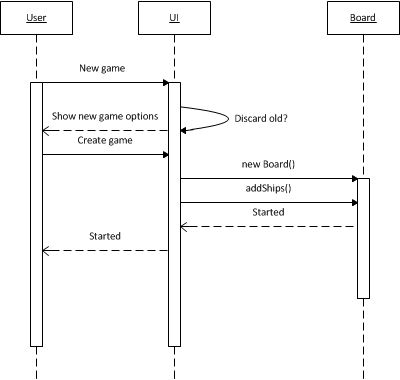 User
UI
Board
New game
Discard old?
Show new game options
Create game
new Board()
addShips()
Started
Started